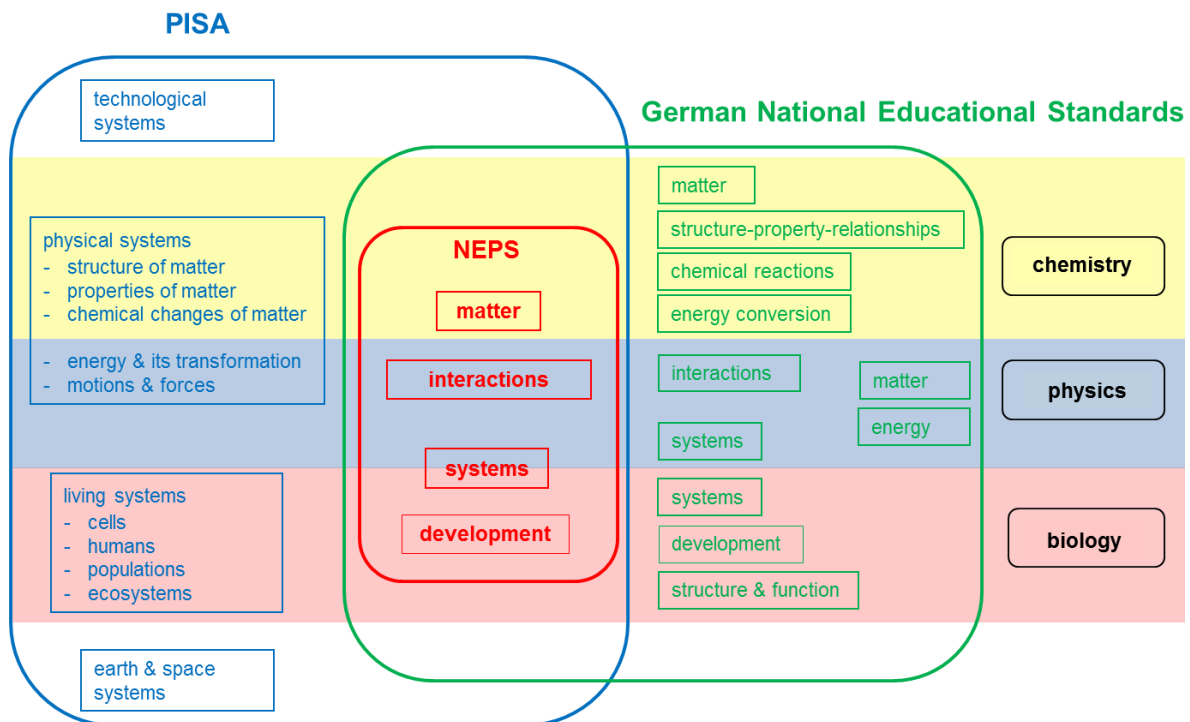 PISA
technological
systems
German National Educational Standards
physical systems
- structure of matter
- properties of matter
- chemical changes of matter
- energy & its transformation
- motions & forces
living systems
- cells
- humans
- populations
- ecosystems
earth & space
systems
NEPS
matter
interactions
systems
development
matter
structure-property-relationships
chemical reactions
energy conversion
interactions
matter
energy
systems
systems
development
structure & function
chemistry
physics
biology